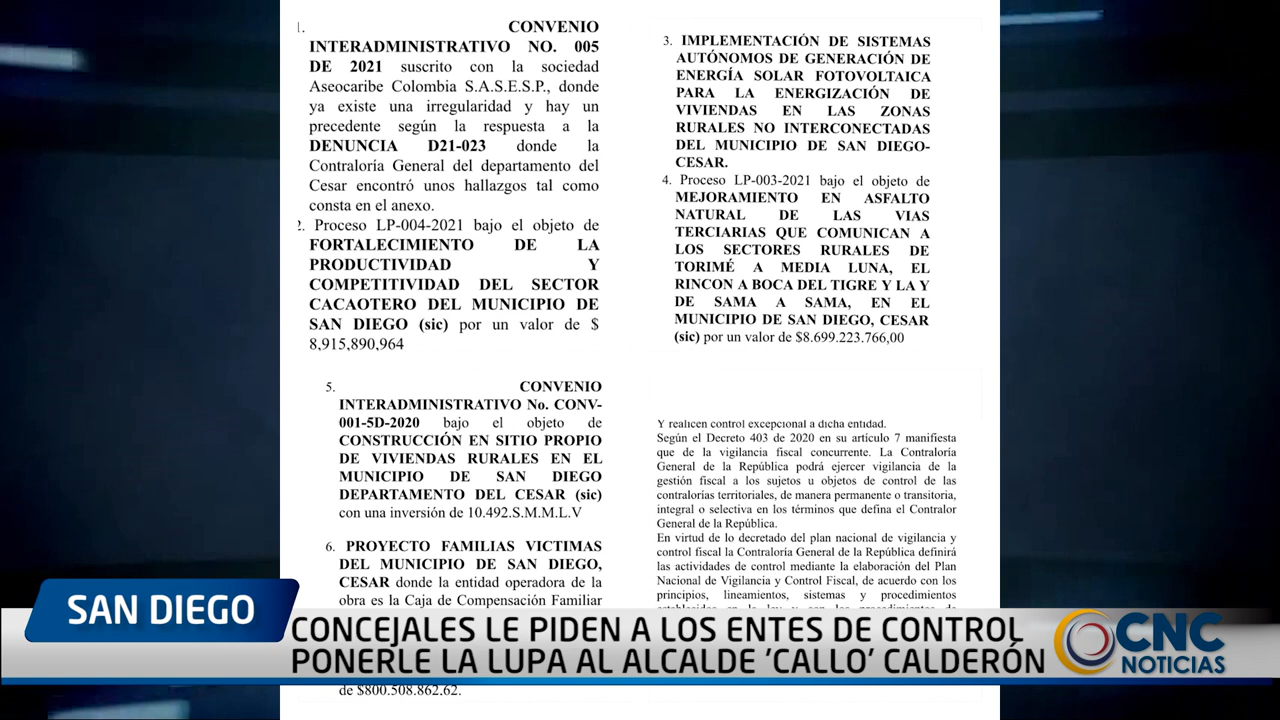 1. CONVENIO
INTERADMINISTRATIVO NO. 005
DE 2021 suscrito con la sociedad
Aseocaribe Colombia S.A.S.E.S.P., donde
ya existe una irregularidad y hay un
precedente según la respuesta a la
DENUNCIA D21-023 donde la
Contraloría General del departamento del
Cesar encontró unos hallazgos tal como
consta en el anexo.
2. Proceso LP-004-2021 bajo el objeto de
FORTALECIMIENTO DE LA
PRODUCTIVIDAD Y
COMPETITIVIDAD DEL SECTOR
CACAOTERO DEL MUNICIPIO DE
SAN DIEGO (sic) por un valor de $
8,915,890,964
3. IMPLEMENTACIÓN DE SISTEMAS
AUTÓNOMOS DE GENERACIÓN DE
ENERGÍA SOLAR FOTOVOLTAICA
PARA LA ENERGIZACIÓN DE
VIVIENDAS EN LAS ZONAS
RURALES NO INTERCONECTADAS
DEL MUNICIPIO DE SAN DIEGO-
CESAR.
4. Proceso LP-003-2021 bajo el objeto de
MEJORAMIENTO EN ASFALTO
NATURAL DE LAS VIAS
TERCIARIAS QUE COMUNICAN A
LOS SECTORES RURALES DE
TORIMÉ A MEDIA LUNA, EL
RINCON A BOCA DEL TIGRE Y LA Y
DE SAMA A SAMA, EN EL
MUNICIPIO DE SAN DIEGO, CESAR
(sic) por un valor de $8.699.223.766,00
5. CONVENIO
INTERADMINISTRATIVO No. CONV-
001-5D-2020 bajo el objeto de
CONSTRUCCIÓN EN SITIO PROPIO
DE VIVIENDAS RURALES EN EL
MUNICIPIO DE SAN DIEGO
DEPARTAMENTO DEL CESAR (sic)
con una inversión de 10.492.S.M.M.L.V
6. PROYECTO FAMILIAS VICTIMAS
DEL MUNICIPIO DE SAN DIEGO,
CESAR donde la entidad operadora de la
obra es la Caja de Compensación Familiar
de $800.508.862.62.
Y realicen control excepcional a dicha entidad.
Según el Decreto 403 de 2020 en su artículo 7 manifiesta
que de la vigilancia fiscal concurrente. La Contraloría
General de la República podrá ejercer vigilancia de la
gestión fiscal a los sujetos u objetos de control de las
contralorías territoriales, de manera permanente o transitoria,
integral o selectiva en los términos que defina el Contralor
General de la República.
En virtud de lo decretado del plan nacional de vigilancia y
control fiscal la Contraloría General de la República definirá
las actividades de control mediante la elaboración del Plan
Nacional de Vigilancia y Control Fiscal, de acuerdo con los
principios, lineamientos, sistemas y procedimientos
SAN DIEGO
CONCEJALES LE PIDEN A LOS ENTES DE CONTROL
PONERLE LA LUPA AL ALCALDE 'CALLO' CALDERÓN
CNC
NOTICIAS